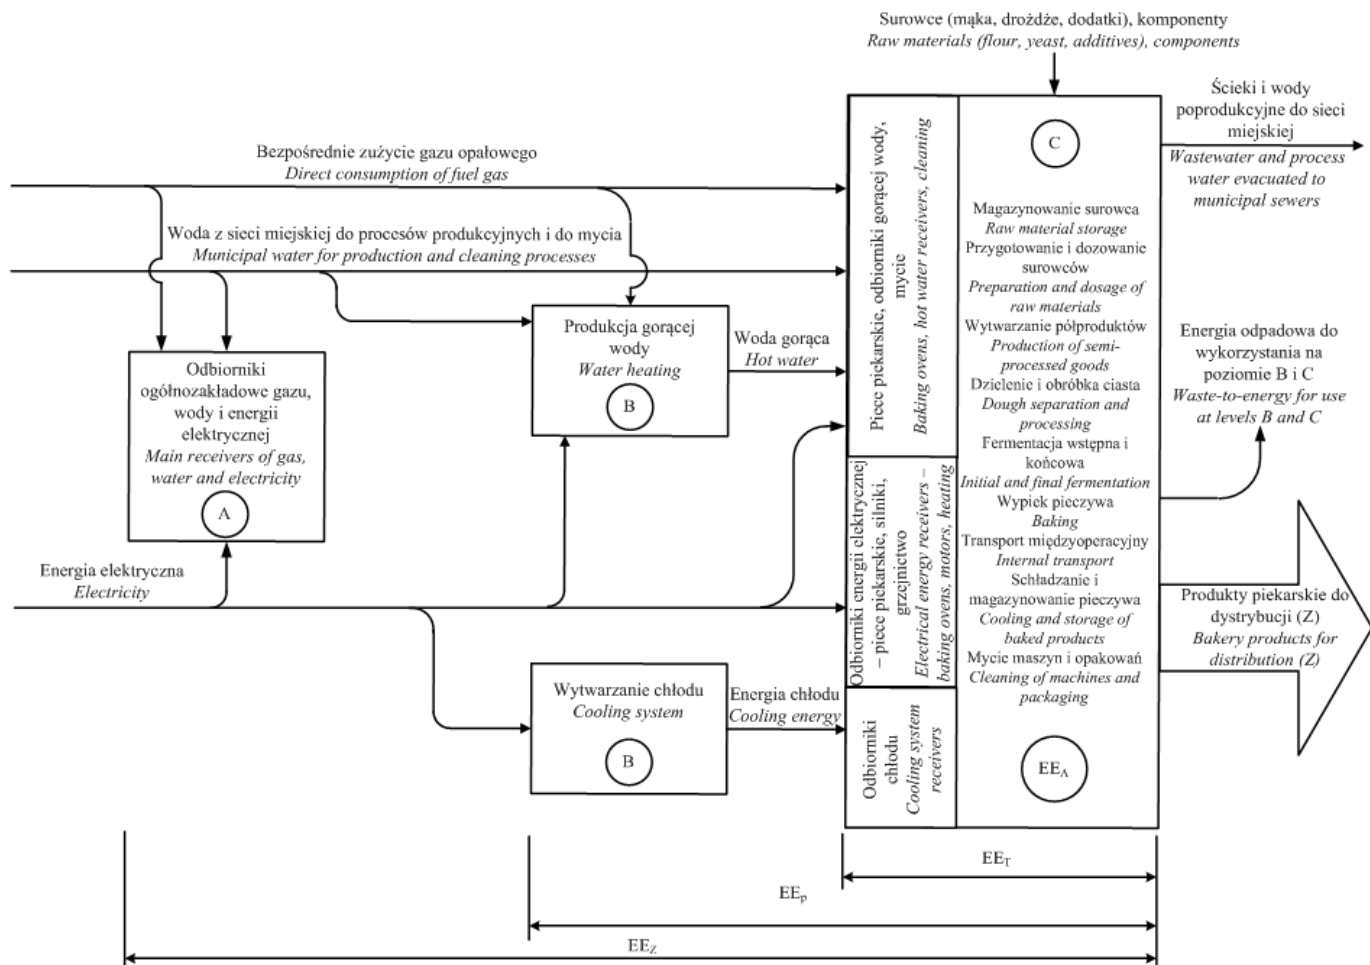 Surowce (mąka, drożdże, dodatki), komponenty
Raw materials (flour, yeast, additives), components
Bezpośrednie zużycie gazu opałowego
Direct consumption of fuel gas
Woda z sieci miejskiej do procesów produkcyjnych i do mycia
Municipal water for production and cleaning processes
Odbiorniki
ogólnozakładowe gazu,
wody i energii
elektrycznej
Main receivers of gas,
water and electricity
A
Energia elektryczna
Electricity
Produkcja gorącej
wody
Water heating
B
Woda gorąca
Hot water
Wytwarzanie chłodu
Cooling system
B
Energia chłodu
Cooling energy
Piece piekarskie, odbiorniki gorącej wody,
mycie
Baking ovens, hot water receivers, cleaning
Odbiorniki energii elektrycznej
– piece piekarskie, silniki,
grzejnictwo
Electrical energy receivers –
baking ovens, motors, heating
Odbiorniki
chłodu
Cooling system
receivers
C
Magazynowanie surowca
Raw material storage
Przygotowanie i dozowanie
surowców
Preparation and dosage of
raw materials
Wytwarzanie półproduktów
Production of semi-
processed goods
Dzielenie i obróbka ciasta
Dough separation and
processing
Fermentacja wstępna i
końcowa
Initial and final fermentation
Wypiek pieczywa
Baking
Transport międzyoperacyjny
Internal transport
Schładzanie i
magazynowanie pieczywa
Cooling and storage of
baked products
Mycie maszyn i opakowań
Cleaning of machines and
packaging
EE_A
Ścieki i wody
poprodukcyjne do sieci
miejskiej
Wastewater and process
water evacuated to
municipal sewers
Energia odpadowa do
wykorzystania na
poziomie B i C
Waste-to-energy for use
at levels B and C
Produkty piekarskie do
dystrybucji (Z)
Bakery products for
distribution (Z)
EE_T
EE_p
EE_Z